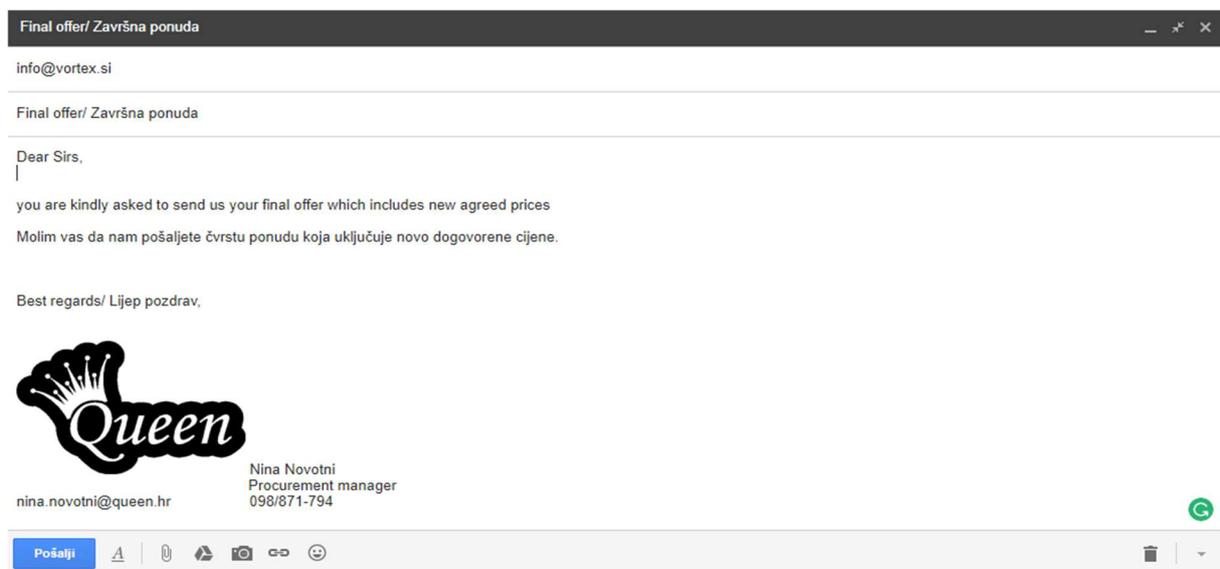 Final offer/ Završna ponuda
info@vortex.si
Final offer/ Završna ponuda
Dear Sirs,
you are kindly asked to send us your final offer which includes new agreed prices
Molim vas da nam pošaljete čvrstu ponudu koja uključuje novo dogovorene cijene.
Best regards/ Lijep pozdrav,
Queen
Nina Novotni
Procurement manager
nina.novotni@queen.hr 098/871-794
Pošalji A